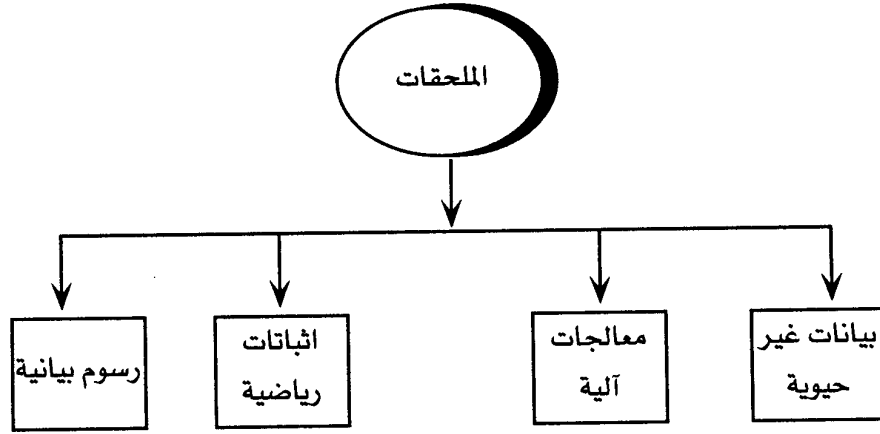 الملحقات
بيانات غير
حيوية
معالجات
آلية
اثباتات
رياضية
رسوم بيانية